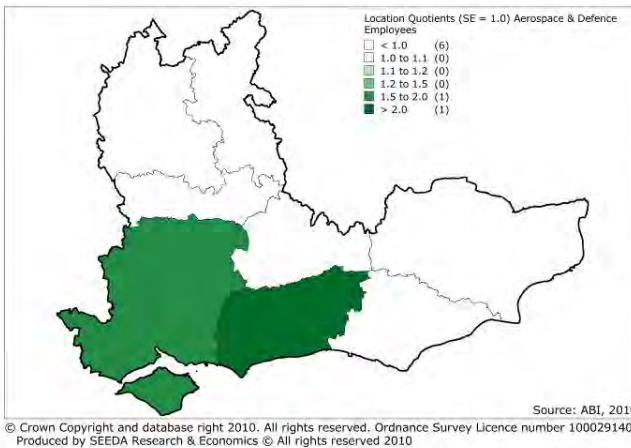 Location Quotients (SE = 1.0) Aerospace & Defence
Employees
< 1.0 (6)
1.0 to 1.1 (0)
1.1 to 1.2 (0)
1.2 to 1.5 (0)
1.5 to 2.0 (1)
> 2.0 (1)
Source: ABI, 201
© Crown Copyright and database right 2010. All rights reserved. Ordnance Survey Licence number 100029140
Produced by SEEDA Research & Economics © All rights reserved 2010